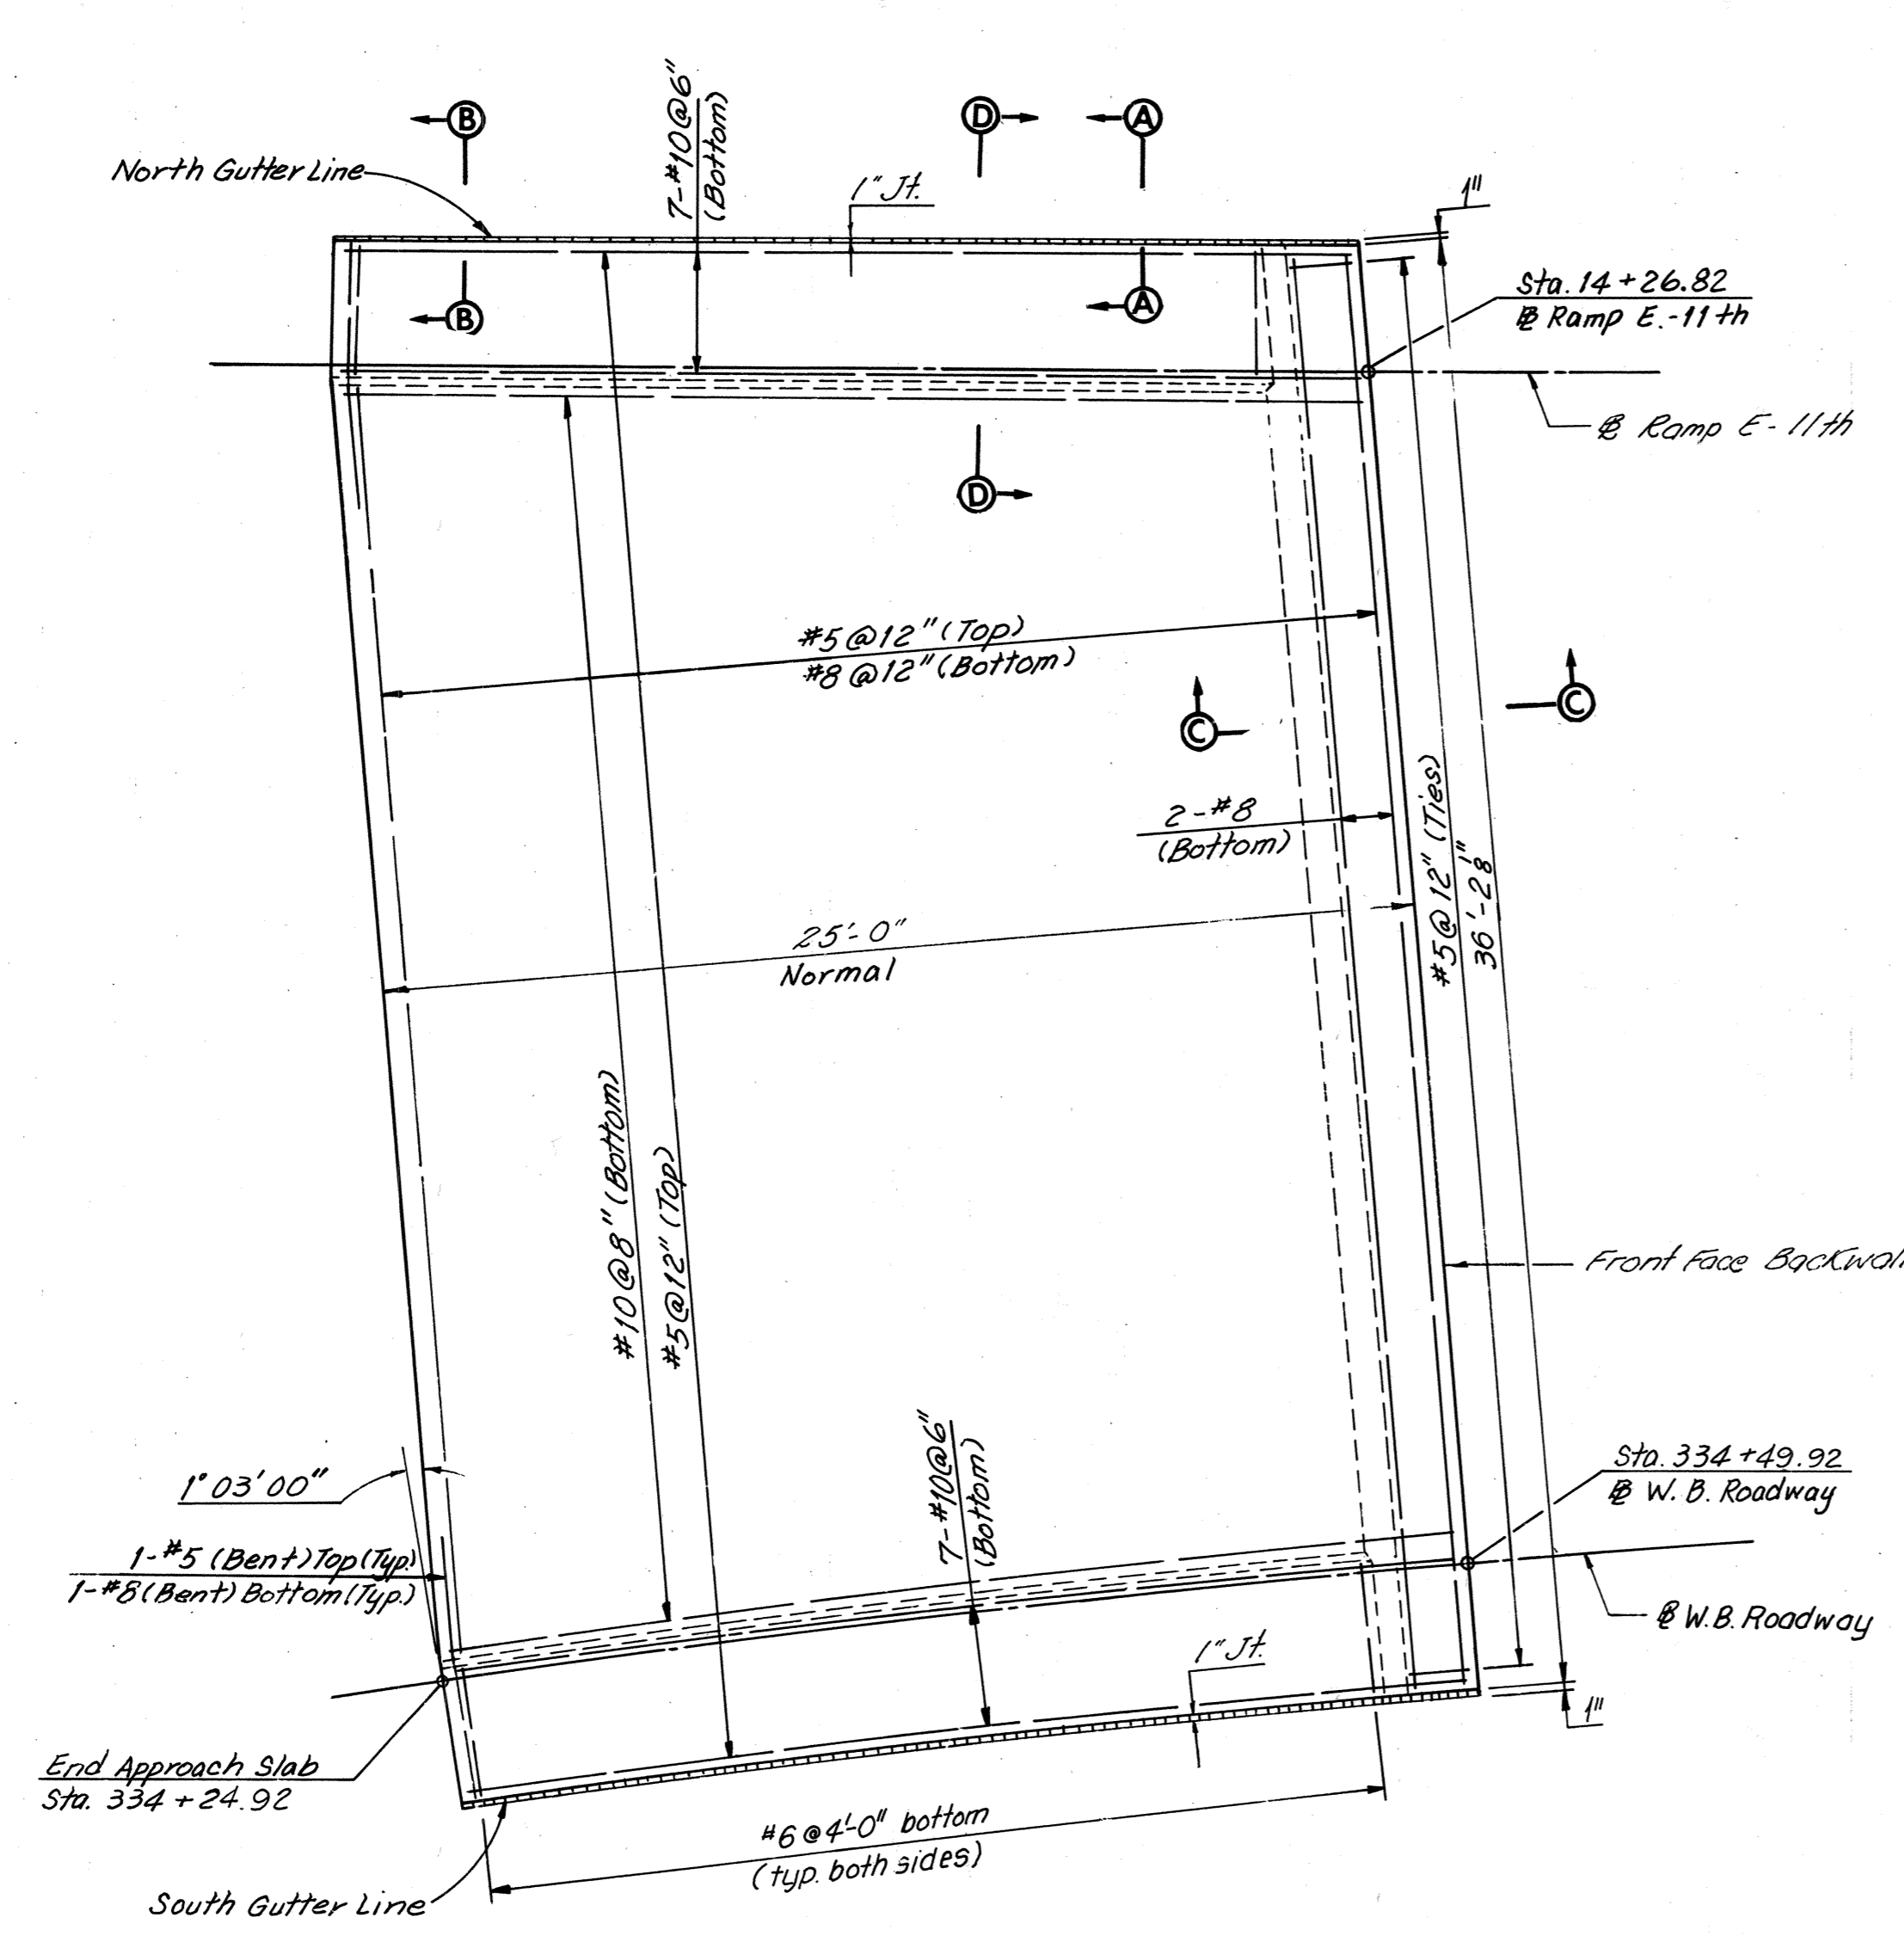 7-#10@6"
(Bottom)
B
D
A
North Gutter Line
1" Jt.
1"
B
A
Sta. 14 + 26.82
℄ Ramp E.-11th
℄ Ramp E-11th
D
#5@12" (Top)
#8@12" (Bottom)
C
C
2-#8
(Bottom)
#5@12" (Ties)
25'-0"
Normal
#10@8" (Bottom)
#5@12" (Top)
Front Face
7-#10@6"
(Bottom)
1° 03' 00"
Sta. 334 + 49.92
℄ W. B. Roadway
1-#5 (Bent) Top (Typ.)
1-#8 (Bent) Bottom (Typ.)
℄ W.B. Roadway
1" Jt.
1"
End Approach Slab
Sta. 334 + 24.92
#6@4'-0" bottom
(typ. both sides)
South Gutter Line